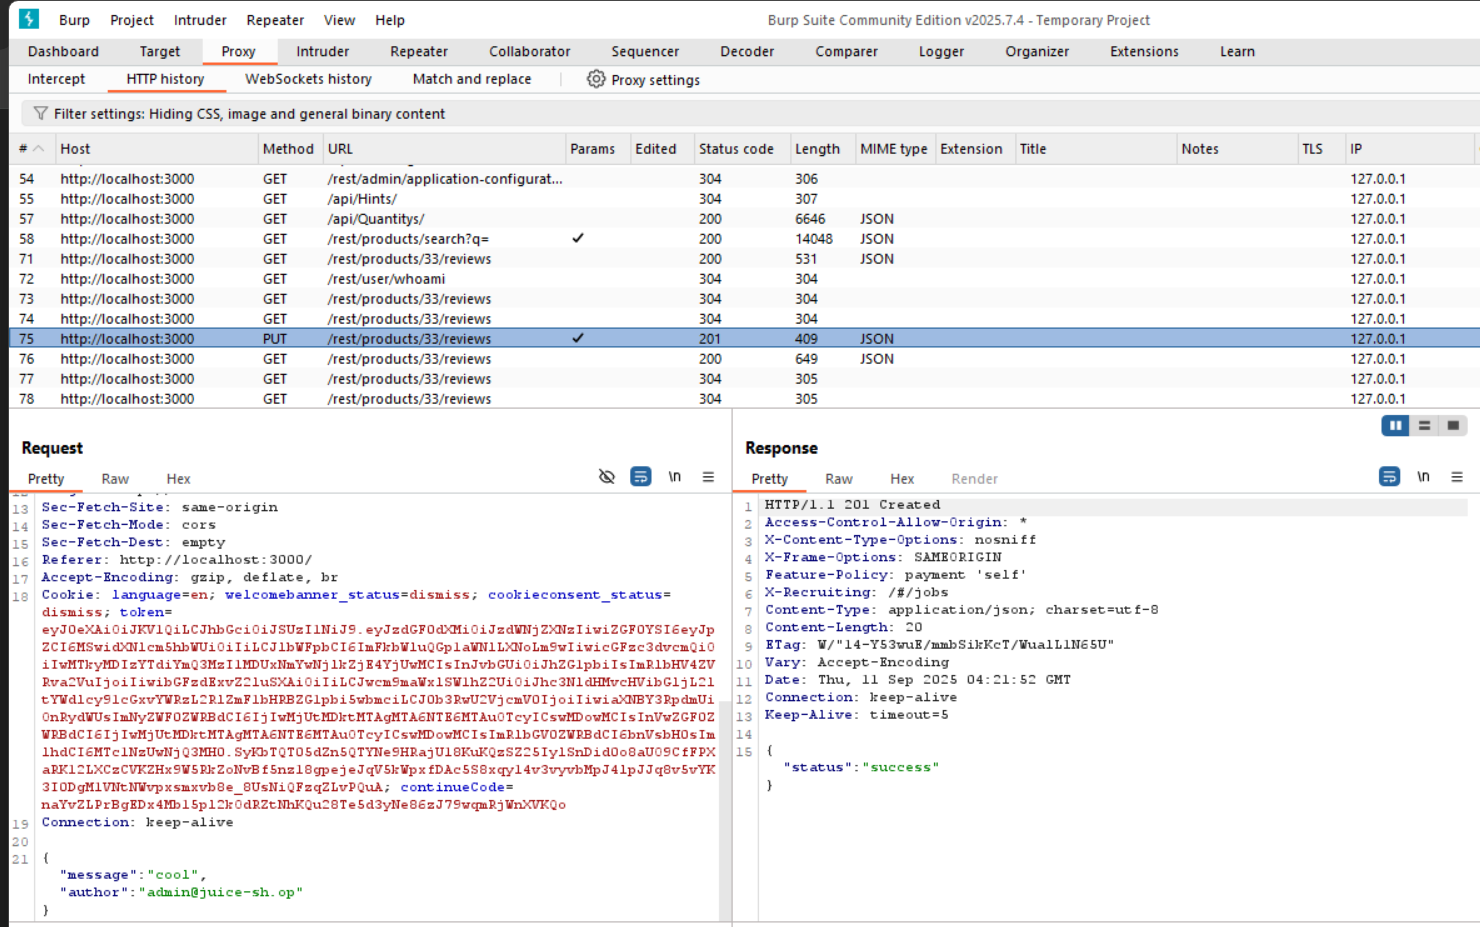 Burp Project Intruder Repeater View Help Burp Suite Community Edition v2025.7.4 - Temporary Project
Dashboard Target Proxy Intruder Repeater Collaborator Sequencer Decoder Comparer Logger Organizer Extensions Learn
Intercept HTTP history WebSockets history Match and replace Proxy settings
Filter settings: Hiding CSS, image and general binary content
# Host Method URL Params Edited Status code Length MIME type Extension Title Notes TLS IP
54 http://localhost:3000 GET /rest/admin/application-configurat... 304 306 127.0.0.1
55 http://localhost:3000 GET /api/Hints/ 304 307 127.0.0.1
57 http://localhost:3000 GET /api/Quantitys/ 200 6646 JSON 127.0.0.1
58 http://localhost:3000 GET /rest/products/search?q= ✓ 200 14048 JSON 127.0.0.1
71 http://localhost:3000 GET /rest/products/33/reviews 200 531 JSON 127.0.0.1
72 http://localhost:3000 GET /rest/user/whoami 304 304 127.0.0.1
73 http://localhost:3000 GET /rest/products/33/reviews 304 304 127.0.0.1
74 http://localhost:3000 GET /rest/products/33/reviews 304 304 127.0.0.1
75 http://localhost:3000 PUT /rest/products/33/reviews ✓ 201 409 JSON 127.0.0.1
76 http://localhost:3000 GET /rest/products/33/reviews 200 649 JSON 127.0.0.1
77 http://localhost:3000 GET /rest/products/33/reviews 304 305 127.0.0.1
78 http://localhost:3000 GET /rest/products/33/reviews 304 305 127.0.0.1
Request
Pretty Raw Hex \n
13 Sec-Fetch-Site: same-origin
14 Sec-Fetch-Mode: cors
15 Sec-Fetch-Dest: empty
16 Referer: http://localhost:3000/
17 Accept-Encoding: gzip, deflate, br
18 Cookie: language=en; welcomebanner_status=dismiss; cookieconsent_status=
dismiss; token=
continueCode=
19 Connection: keep-alive
20
21 {
"message":"cool",
"author":"admin@juice-sh.op"
}
Response
Pretty Raw Hex Render \n
1 HTTP/1.1 201 Created
2 Access-Control-Allow-Origin: *
3 X-Content-Type-Options: nosniff
4 X-Frame-Options: SAMEORIGIN
5 Feature-Policy: payment 'self'
6 X-Recruiting: /#/jobs
7 Content-Type: application/json; charset=utf-8
8 Content-Length: 20
9 ETag:
10 Vary: Accept-Encoding
11 Date: Thu, 11 Sep 2025 04:21:52 GMT
12 Connection: keep-alive
13 Keep-Alive: timeout=5
14
15 {
"status":"success"
}